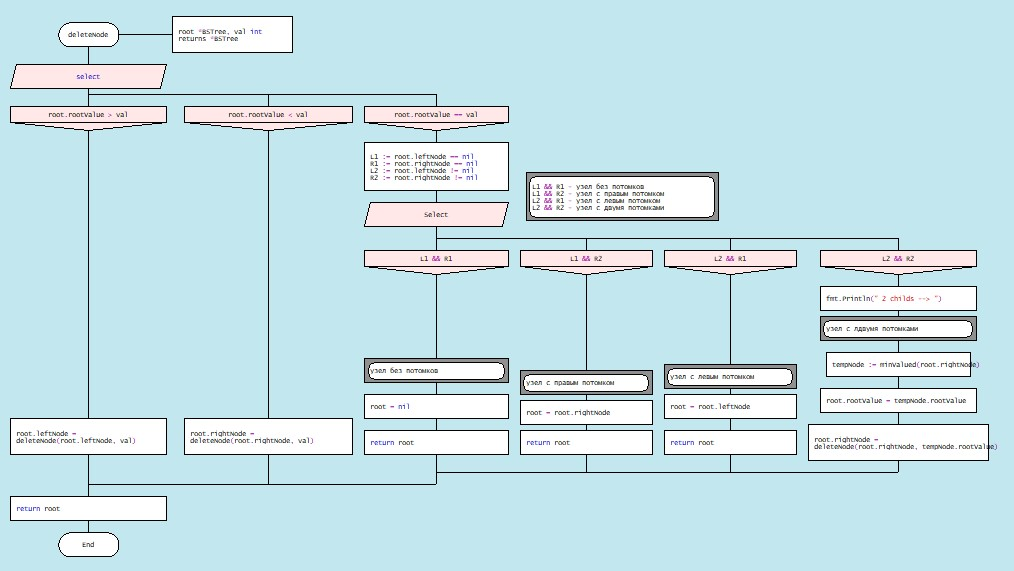 deleteNode
root *BSTree, val int
returns *BSTree
select
root.rootValue > val
root.rootValue < val
root.rootValue == val
L1 := root.leftNode == nil
R1 := root.rightNode == nil
L2 := root.leftNode != nil
R2 := root.rightNode != nil
L1 && R1 - узел без потомков
L1 && R2 - узел с правым потомком
L2 && R1 - узел с левым потомком
L2 && R2 - узел с двумя потомками
Select
L1 && R1
L1 && R2
L2 && R1
L2 && R2
fmt.Println(" 2 childs --> ")
узел с лдвумя потомками
tempNode := minValued(root.rightNode)
root.rootValue = tempNode.rootValue
root.rightNode =
deleteNode(root.rightNode, tempNode.rootValue)
узел без потомков
узел с правым потомком
узел с левым потомком
root = nil
root = root.rightNode
root = root.leftNode
root.leftNode =
deleteNode(root.leftNode, val)
root.rightNode =
deleteNode(root.rightNode, val)
return root
return root
return root
return root
End